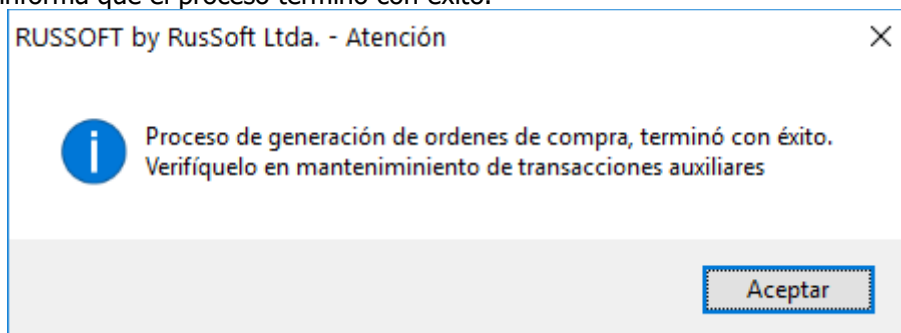 informa que el proceso terminó con éxito.
RUSSOFT by RusSoft Ltda. - Atención
Proceso de generación de ordenes de compra, terminó con éxito.
Verifíquelo en manteniminiento de transacciones auxiliares
Aceptar